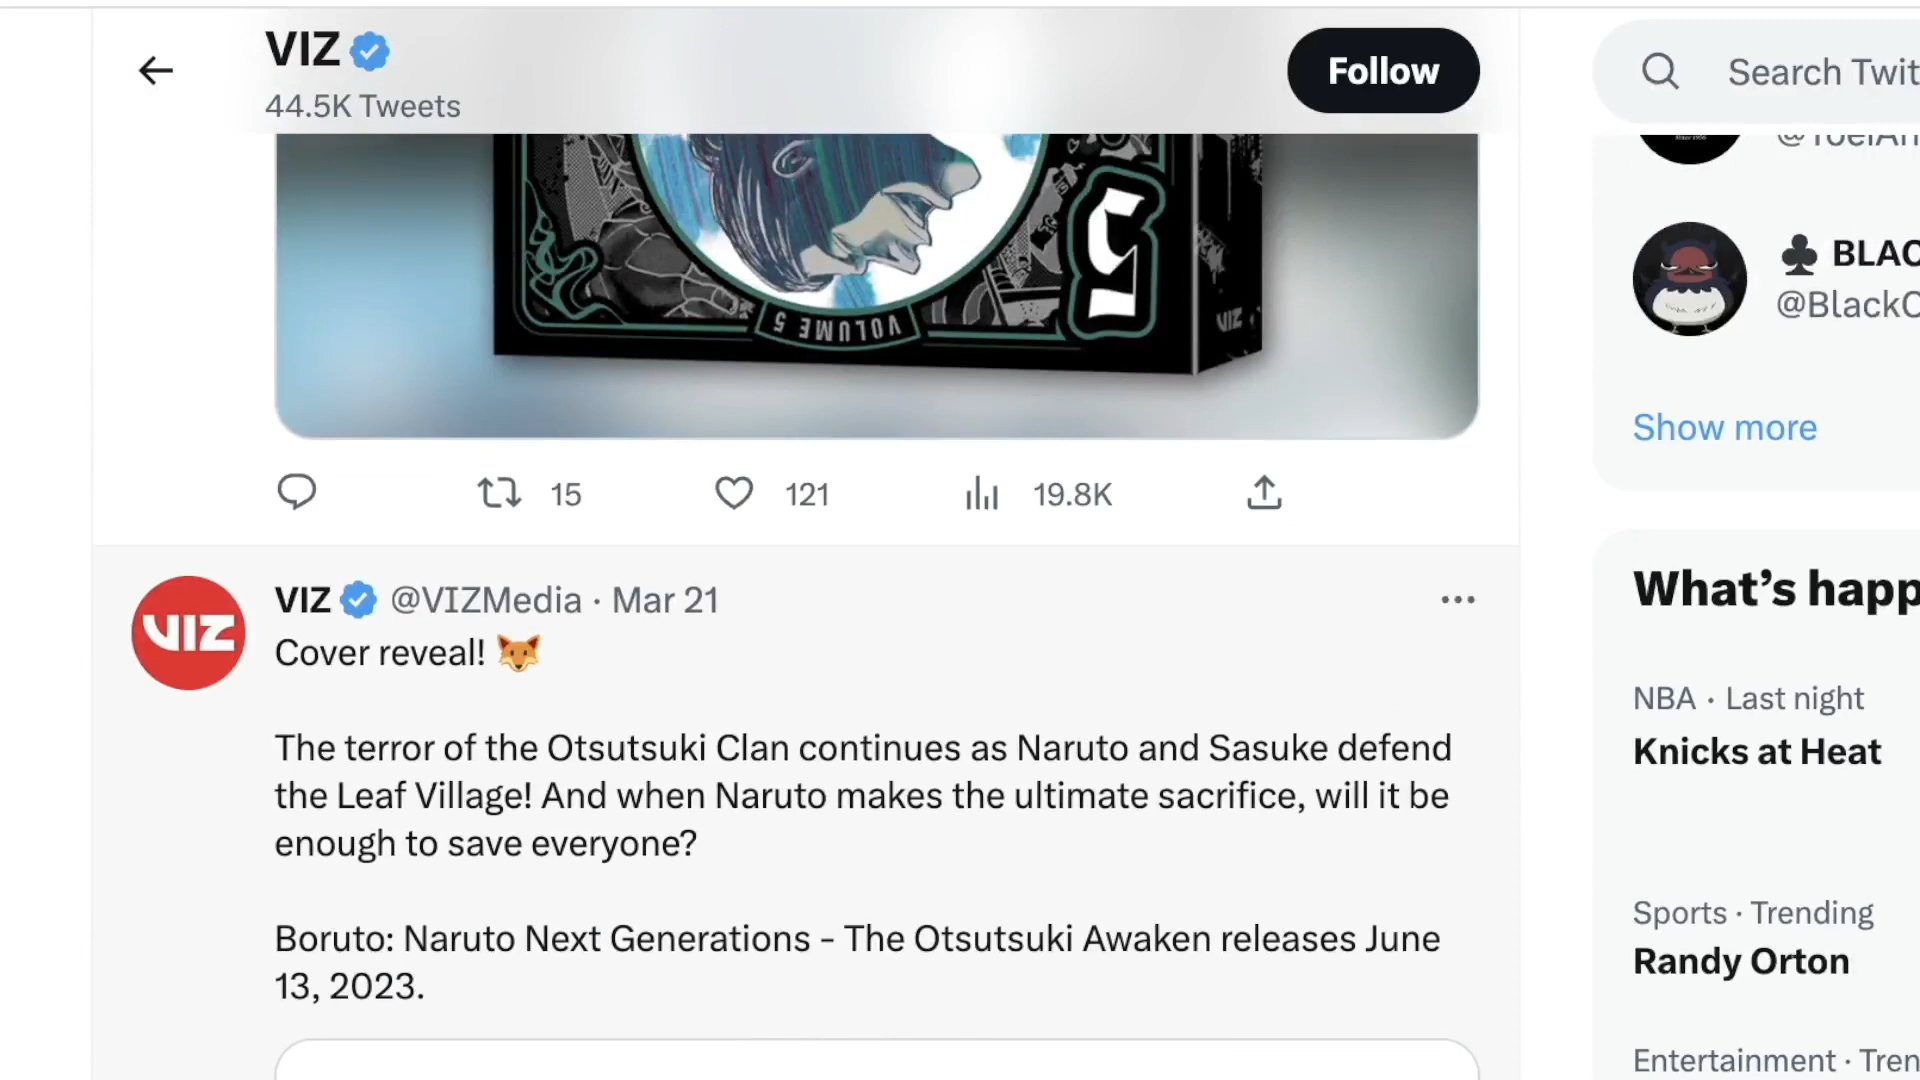 VIZ
44.5K Tweets
Follow
Search Twit
VOLUME 5
5
VIZ
BLAC
@BlackC
Show more
15
121
19.8K
VIZ @VIZMedia · Mar 21
VIZ
Cover reveal! 🦊
The terror of the Otsutsuki Clan continues as Naruto and Sasuke defend
the Leaf Village! And when Naruto makes the ultimate sacrifice, will it be
enough to save everyone?
Boruto: Naruto Next Generations - The Otsutsuki Awaken releases June
13, 2023.
What's happ
NBA · Last night
Knicks at Heat
Sports · Trending
Randy Orton
Entertainment · Tren